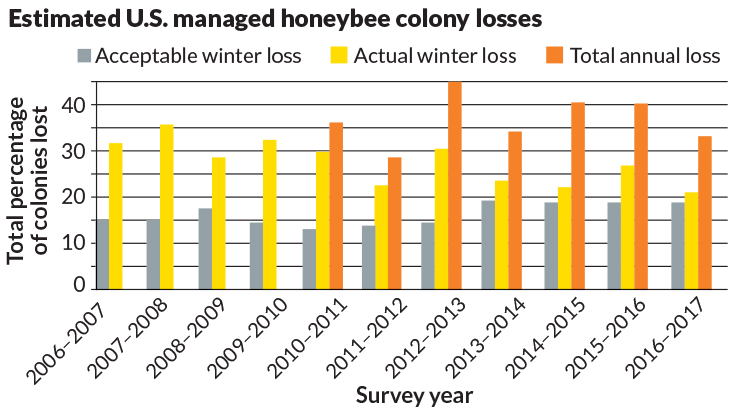 Estimated U.S. managed honeybee colony losses
Acceptable winter loss
Actual winter loss
Total annual loss
Total percentage
of colonies lost
40
30
20
10
0
2006–2007
2007–2008
2008–2009
2009–2010
2010–2011
2011–2012
2012–2013
2013–2014
2014–2015
2015–2016
2016–2017
Survey year